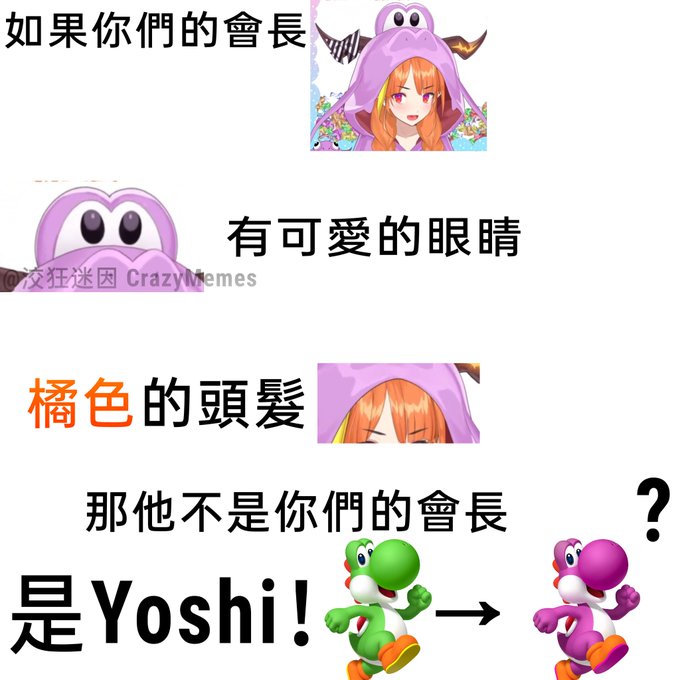 如果你們的會長
有可愛的眼睛
@洨狂迷因 CrazyMemes
橘色的頭髮
那他不是你們的會長
?
是Yoshi!→